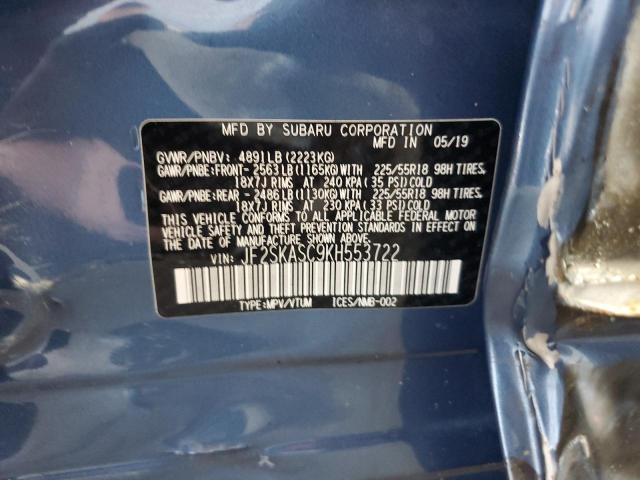 MFD BY SUBARU CORPORATION
MFD IN 05/19
GVWR/PNBV: 4891LB(2223KG)
GAWR/PNBE:FRONT- 2563LB(1165KG)WITH 225/55R18 98H TIRES,
18X7J RIMS AT 240 KPA(35 PSI)COLD
GAWR/PNBE:REAR - 2486LB(1130KG)WITH 225/55R18 98H TIRES,
18X7J RIMS AT 230 KPA(33 PSI)COLD
THIS VEHICLE CONFORMS TO ALL APPLICABLE FEDERAL MOTOR
VEHICLE SAFETY AND THEFT PREVENTION STANDARDS IN EFFECT ON
THE DATE OF MANUFACTURE SHOWN ABOVE.
VIN: JF2SKASC9KH553722
TYPE:MPV/VTUM ICES/NMB-002